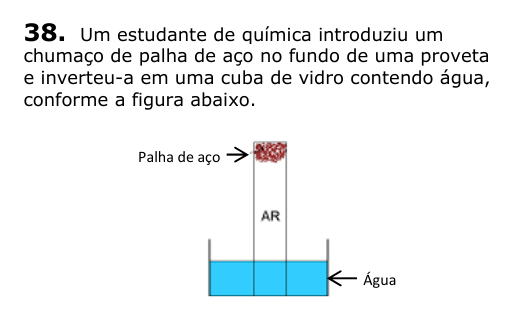 38. Um estudante de química introduziu um
chumaço de palha de aço no fundo de uma proveta
e inverteu-a em uma cuba de vidro contendo água,
conforme a figura abaixo.
Palha de aço
AR
Água